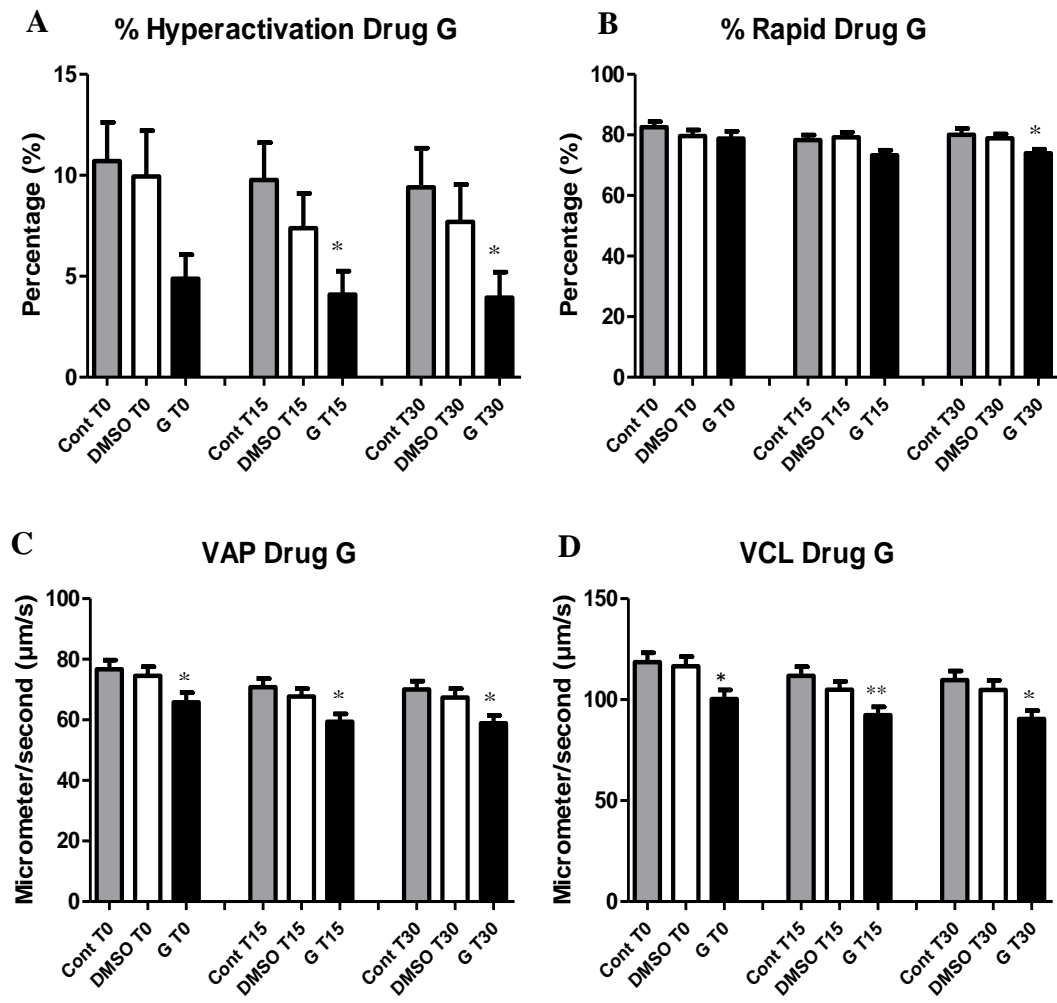 A
% Hyperactivation Drug G
Percentage (%)
15
10
5
0
*
*
Cont T0
DMSO T0
G T0
Cont T15
DMSO T15
G T15
Cont T30
DMSO T30
G T30
B
% Rapid Drug G
Percentage (%)
100
80
60
40
20
0
*
Cont T0
DMSO T0
G T0
Cont T15
DMSO T15
G T15
Cont T30
DMSO T30
G T30
C
VAP Drug G
Micrometer/second (µm/s)
100
80
60
40
20
0
*
*
*
Cont T0
DMSO T0
G T0
Cont T15
DMSO T15
G T15
Cont T30
DMSO T30
G T30
D
VCL Drug G
Micrometer/second (µm/s)
150
100
50
0
*
**
*
Cont T0
DMSO T0
G T0
Cont T15
DMSO T15
G T15
Cont T30
DMSO T30
G T30